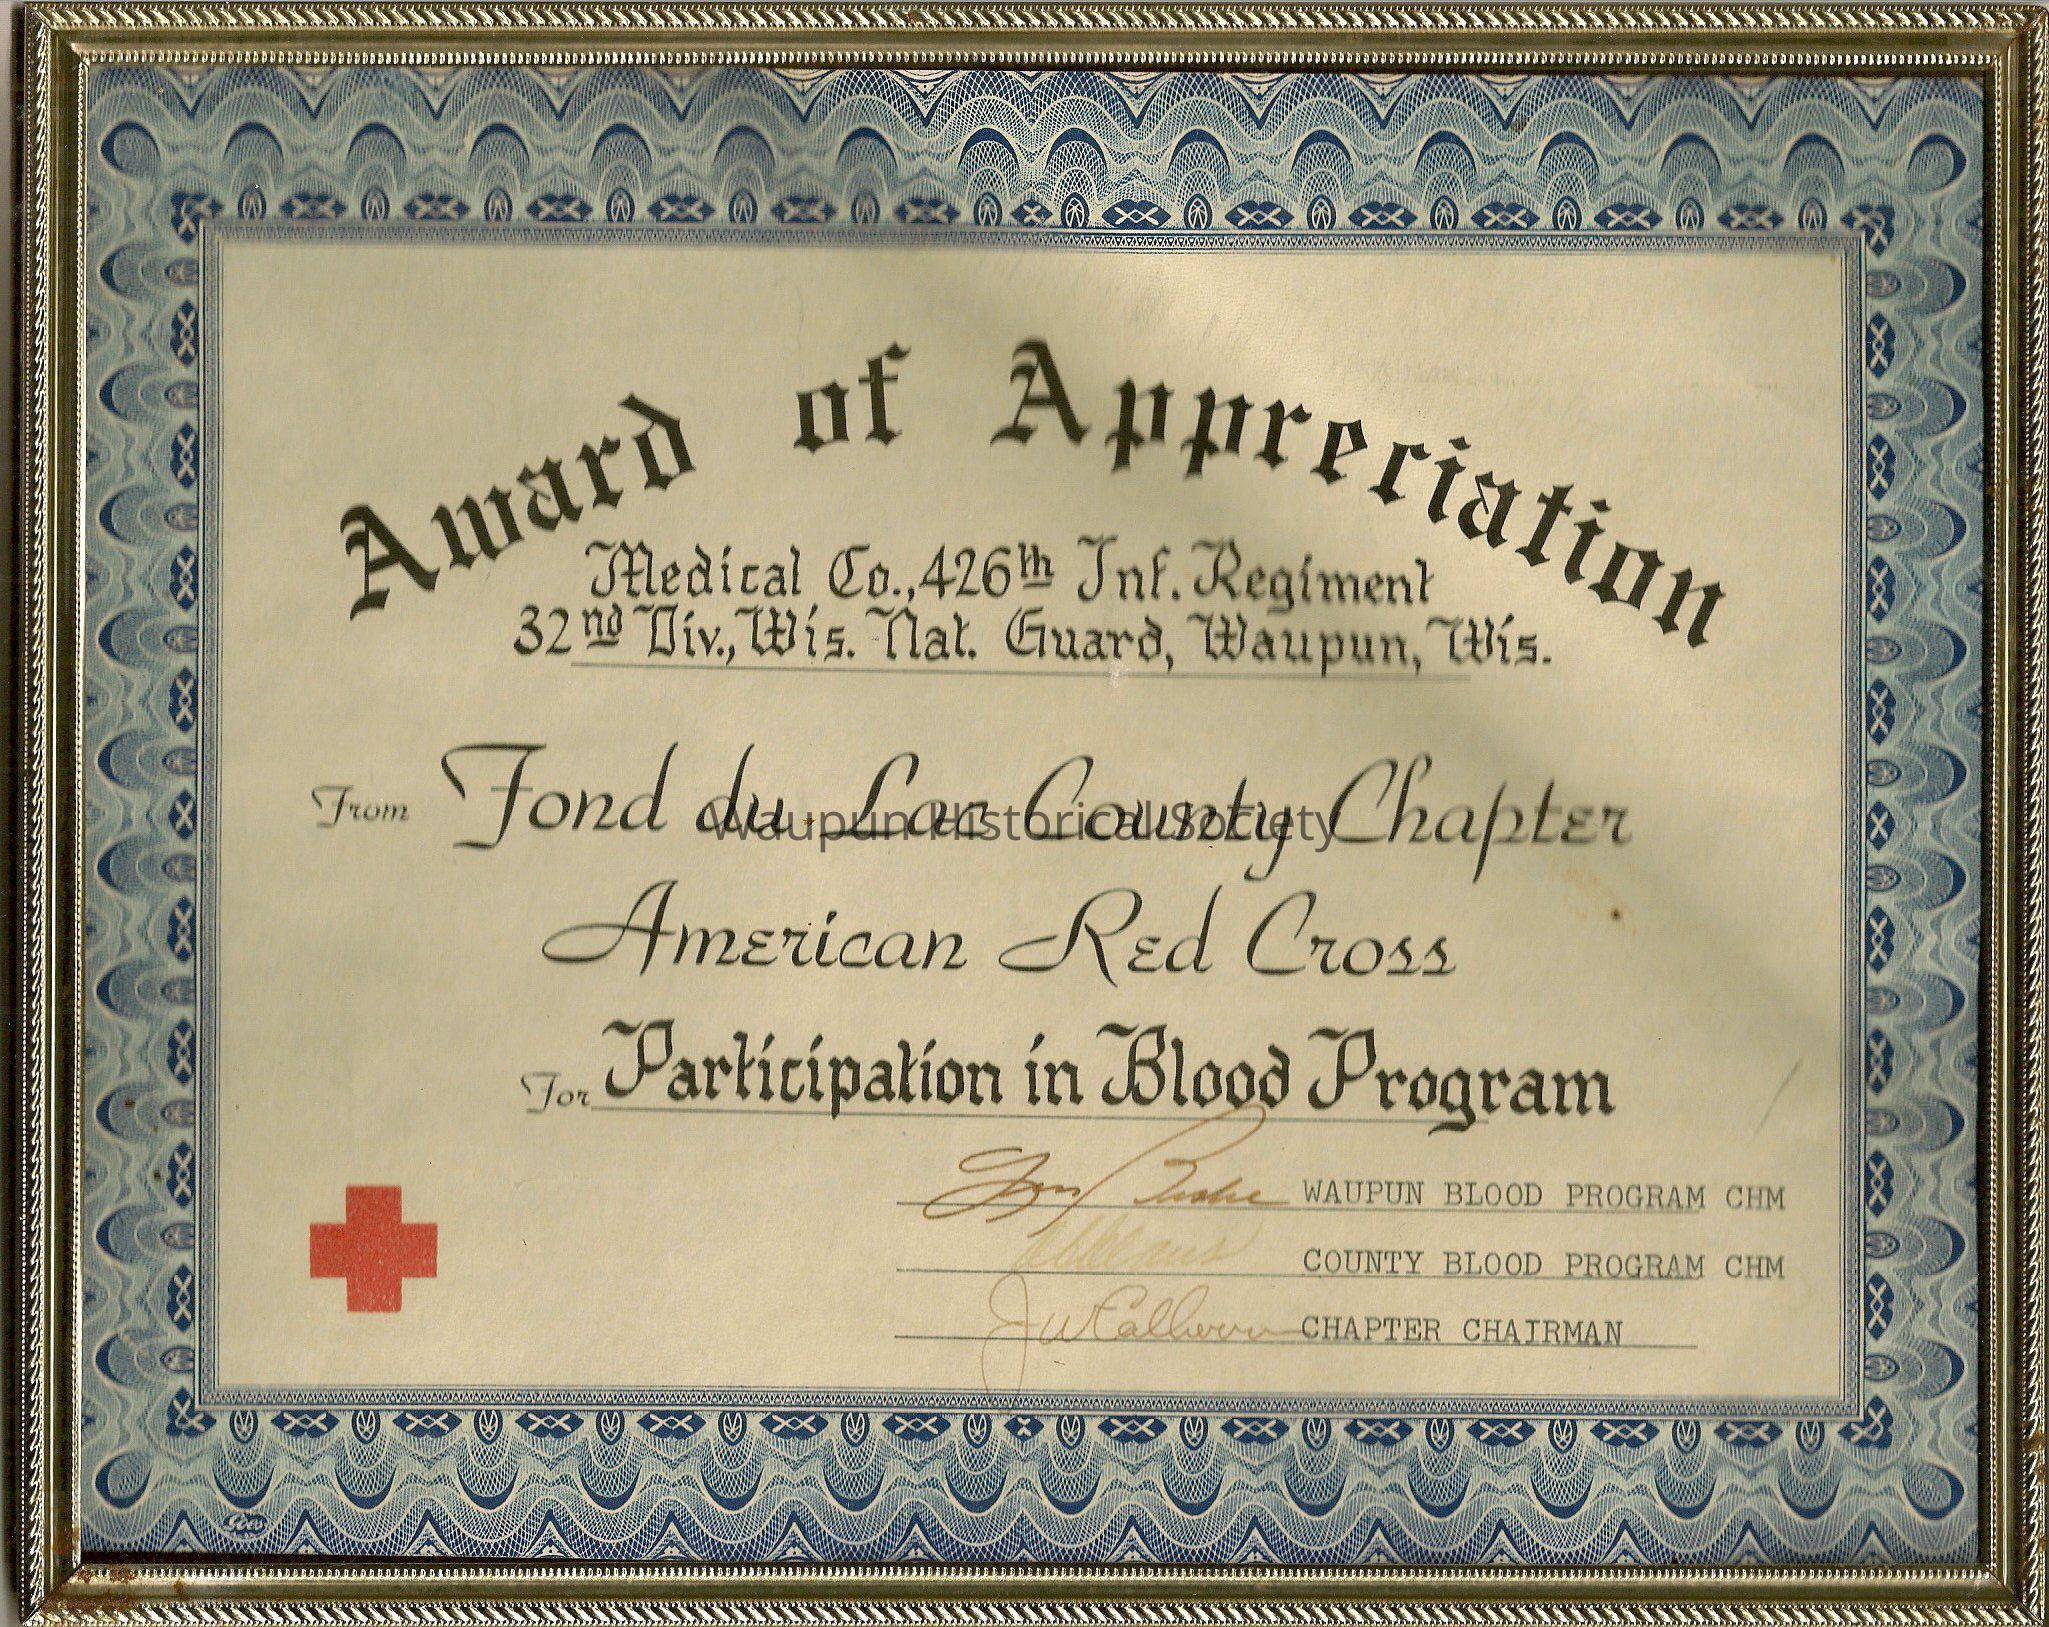 Award of Appreciation
Medical Co., 426th Inf. Regiment
32nd Div., Wis. Nat. Guard, Waupun, Wis.
From Fond du Lac County Chapter
Waupun Historical Society
American Red Cross
For Participation in Blood Program
WAUPUN BLOOD PROGRAM CHM
COUNTY BLOOD PROGRAM CHM
J W Calhoun CHAPTER CHAIRMAN
Goes